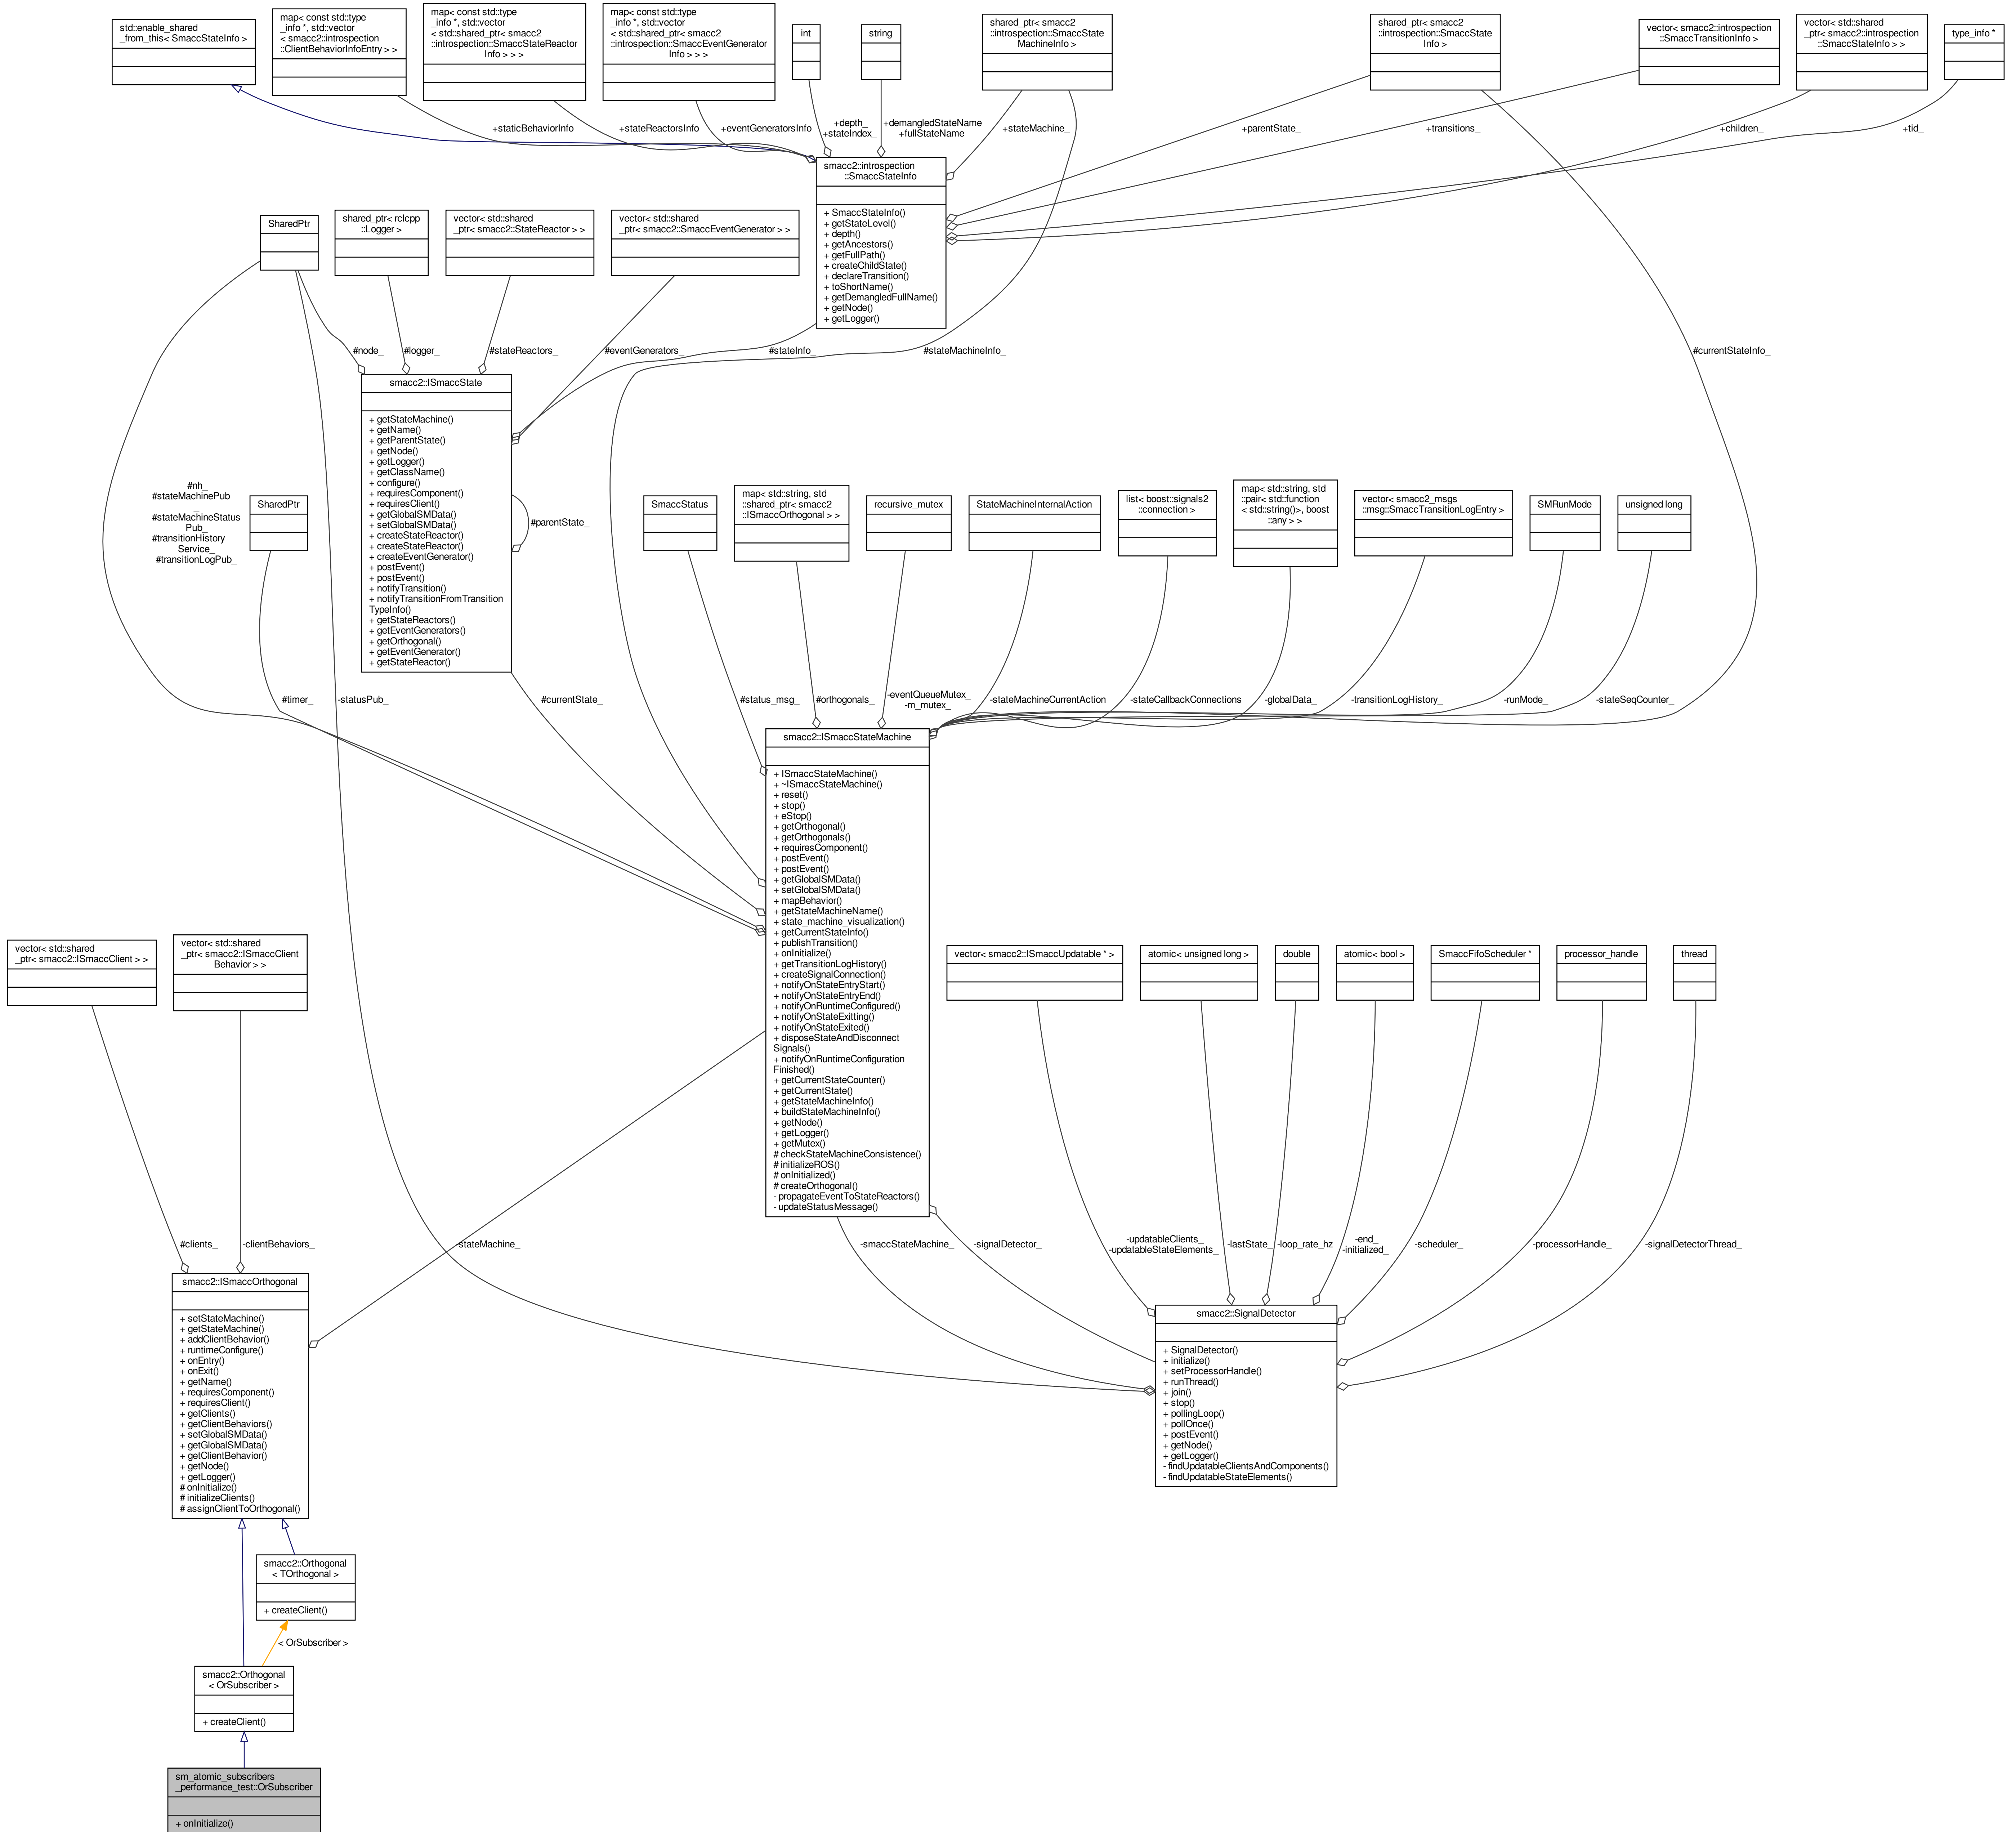 std::enable_shared
_from_this< SmaccStateInfo >
map< const std::type
_info *, std::vector
< smacc2::introspection
::ClientBehaviorInfoEntry > >
map< const std::type
_info *, std::vector
< std::shared_ptr< smacc2
::introspection::SmaccStateReactor
Info > > >
map< const std::type
_info *, std::vector
< std::shared_ptr< smacc2
::introspection::SmaccEventGenerator
Info > > >
int
string
shared_ptr< smacc2
::introspection::SmaccState
MachineInfo >
shared_ptr< smacc2
::introspection::SmaccState
Info >
vector< smacc2::introspection
::SmaccTransitionInfo >
vector< std::shared
_ptr< smacc2::introspection
::SmaccStateInfo > >
type_info *
+staticBehaviorInfo
+stateReactorsInfo
+eventGeneratorsInfo
+depth_
+stateIndex_
+demangledStateName
+fullStateName
+stateMachine_
+parentState_
+transitions_
+children_
+tid_
smacc2::introspection
::SmaccStateInfo
+ SmaccStateInfo()
+ getStateLevel()
+ depth()
+ getAncestors()
+ getFullPath()
+ createChildState()
+ declareTransition()
+ toShortName()
+ getDemangledFullName()
+ getNode()
+ getLogger()
SharedPtr
shared_ptr< rclcpp
::Logger >
vector< std::shared
_ptr< smacc2::StateReactor > >
vector< std::shared
_ptr< smacc2::SmaccEventGenerator > >
#node_
#logger_
#stateReactors_
#eventGenerators_
#stateInfo_
#stateMachineInfo_
#currentStateInfo_
smacc2::ISmaccState
+ getStateMachine()
+ getName()
+ getParentState()
+ getNode()
+ getLogger()
+ getClassName()
+ configure()
+ requiresComponent()
+ requiresClient()
+ getGlobalSMData()
+ setGlobalSMData()
+ createStateReactor()
+ createStateReactor()
+ createEventGenerator()
+ postEvent()
+ postEvent()
+ notifyTransition()
+ notifyTransitionFromTransition
TypeInfo()
+ getStateReactors()
+ getEventGenerators()
+ getOrthogonal()
+ getEventGenerator()
+ getStateReactor()
#parentState_
#nh_
#stateMachinePub
_
#stateMachineStatus
Pub_
#transitionHistory
Service_
#transitionLogPub_
SharedPtr
SmaccStatus
map< std::string, std
::shared_ptr< smacc2
::ISmaccOrthogonal > >
recursive_mutex
StateMachineInternalAction
list< boost::signals2
::connection >
map< std::string, std
::pair< std::function
< std::string()>, boost
::any > >
vector< smacc2_msgs
::msg::SmaccTransitionLogEntry >
SMRunMode
unsigned long
#timer_
-statusPub_
#currentState_
#status_msg_
#orthogonals_
-eventQueueMutex_
-m_mutex_
-stateMachineCurrentAction
-stateCallbackConnections
-globalData_
-transitionLogHistory_
-runMode_
-stateSeqCounter_
smacc2::ISmaccStateMachine
+ ISmaccStateMachine()
+ ~ISmaccStateMachine()
+ reset()
+ stop()
+ eStop()
+ getOrthogonal()
+ getOrthogonals()
+ requiresComponent()
+ postEvent()
+ postEvent()
+ getGlobalSMData()
+ setGlobalSMData()
+ mapBehavior()
+ getStateMachineName()
+ state_machine_visualization()
+ getCurrentStateInfo()
+ publishTransition()
+ onInitialize()
+ getTransitionLogHistory()
+ createSignalConnection()
+ notifyOnStateEntryStart()
+ notifyOnStateEntryEnd()
+ notifyOnRuntimeConfigured()
+ notifyOnStateExitting()
+ notifyOnStateExited()
+ disposeStateAndDisconnect
Signals()
+ notifyOnRuntimeConfiguration
Finished()
+ getCurrentStateCounter()
+ getCurrentState()
+ getStateMachineInfo()
+ buildStateMachineInfo()
+ getNode()
+ getLogger()
+ getMutex()
# checkStateMachineConsistence()
# initializeROS()
# onInitialized()
# createOrthogonal()
- propagateEventToStateReactors()
- updateStatusMessage()
vector< std::shared
_ptr< smacc2::ISmaccClient > >
vector< std::shared
_ptr< smacc2::ISmaccClient
Behavior > >
vector< smacc2::ISmaccUpdatable * >
atomic< unsigned long >
double
atomic< bool >
SmaccFifoScheduler *
processor_handle
thread
#clients_
-clientBehaviors_
-stateMachine_
-smaccStateMachine_
-signalDetector_
-updatableClients_
-updatableStateElements_
-lastState_
-loop_rate_hz
-end_
-initialized_
-scheduler_
-processorHandle_
-signalDetectorThread_
smacc2::ISmaccOrthogonal
+ setStateMachine()
+ getStateMachine()
+ addClientBehavior()
+ runtimeConfigure()
+ onEntry()
+ onExit()
+ getName()
+ requiresComponent()
+ requiresClient()
+ getClients()
+ getClientBehaviors()
+ setGlobalSMData()
+ getGlobalSMData()
+ getClientBehavior()
+ getNode()
+ getLogger()
# onInitialize()
# initializeClients()
# assignClientToOrthogonal()
smacc2::SignalDetector
+ SignalDetector()
+ initialize()
+ setProcessorHandle()
+ runThread()
+ join()
+ stop()
+ pollingLoop()
+ pollOnce()
+ postEvent()
+ getNode()
+ getLogger()
- findUpdatableClientsAndComponents()
- findUpdatableStateElements()
smacc2::Orthogonal
< TOrthogonal >
+ createClient()
< OrSubscriber >
smacc2::Orthogonal
< OrSubscriber >
+ createClient()
sm_atomic_subscribers
_performance_test::OrSubscriber
+ onInitialize()